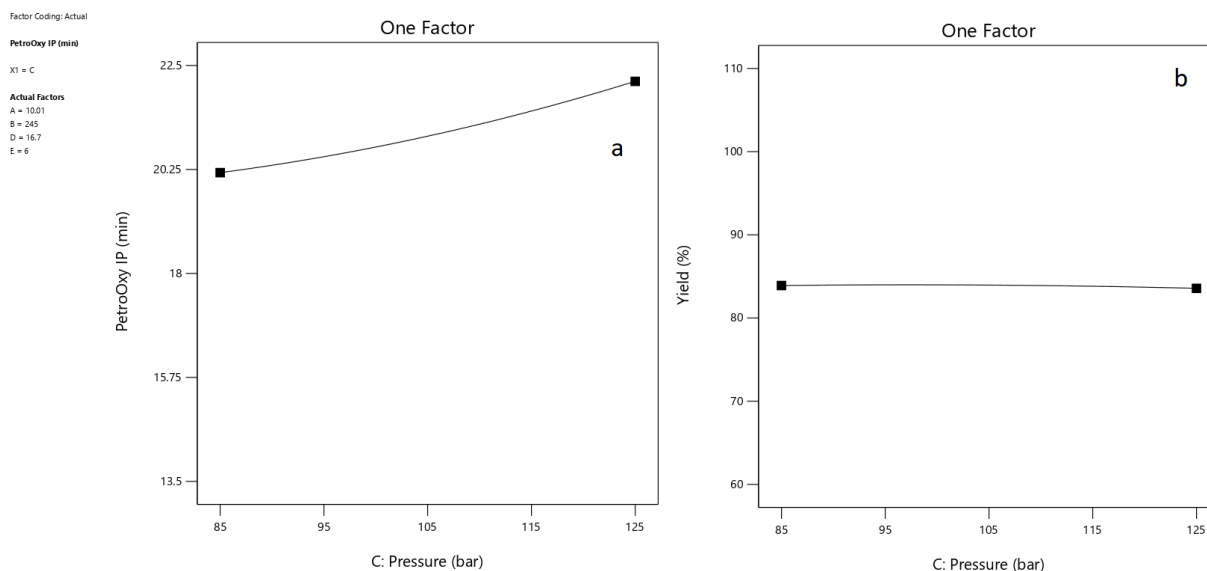 Factor Coding: Actual
PetroOxy IP (min)
X1 = C
Actual Factors
A = 10.01
B = 245
D = 16.7
E = 6
One Factor
a
PetroOxy IP (min)
22.5
20.25
18
15.75
13.5
85 95 105 115 125
C: Pressure (bar)
One Factor
b
Yield (%)
110
100
90
80
70
60
85 95 105 115 125
C: Pressure (bar)